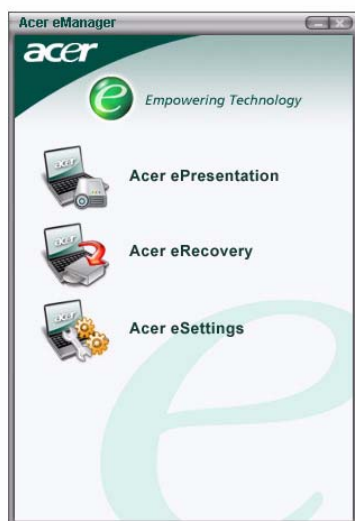 Acer eManager
acer
e Empowering Technology
Acer ePresentation
Acer eRecovery
Acer eSettings